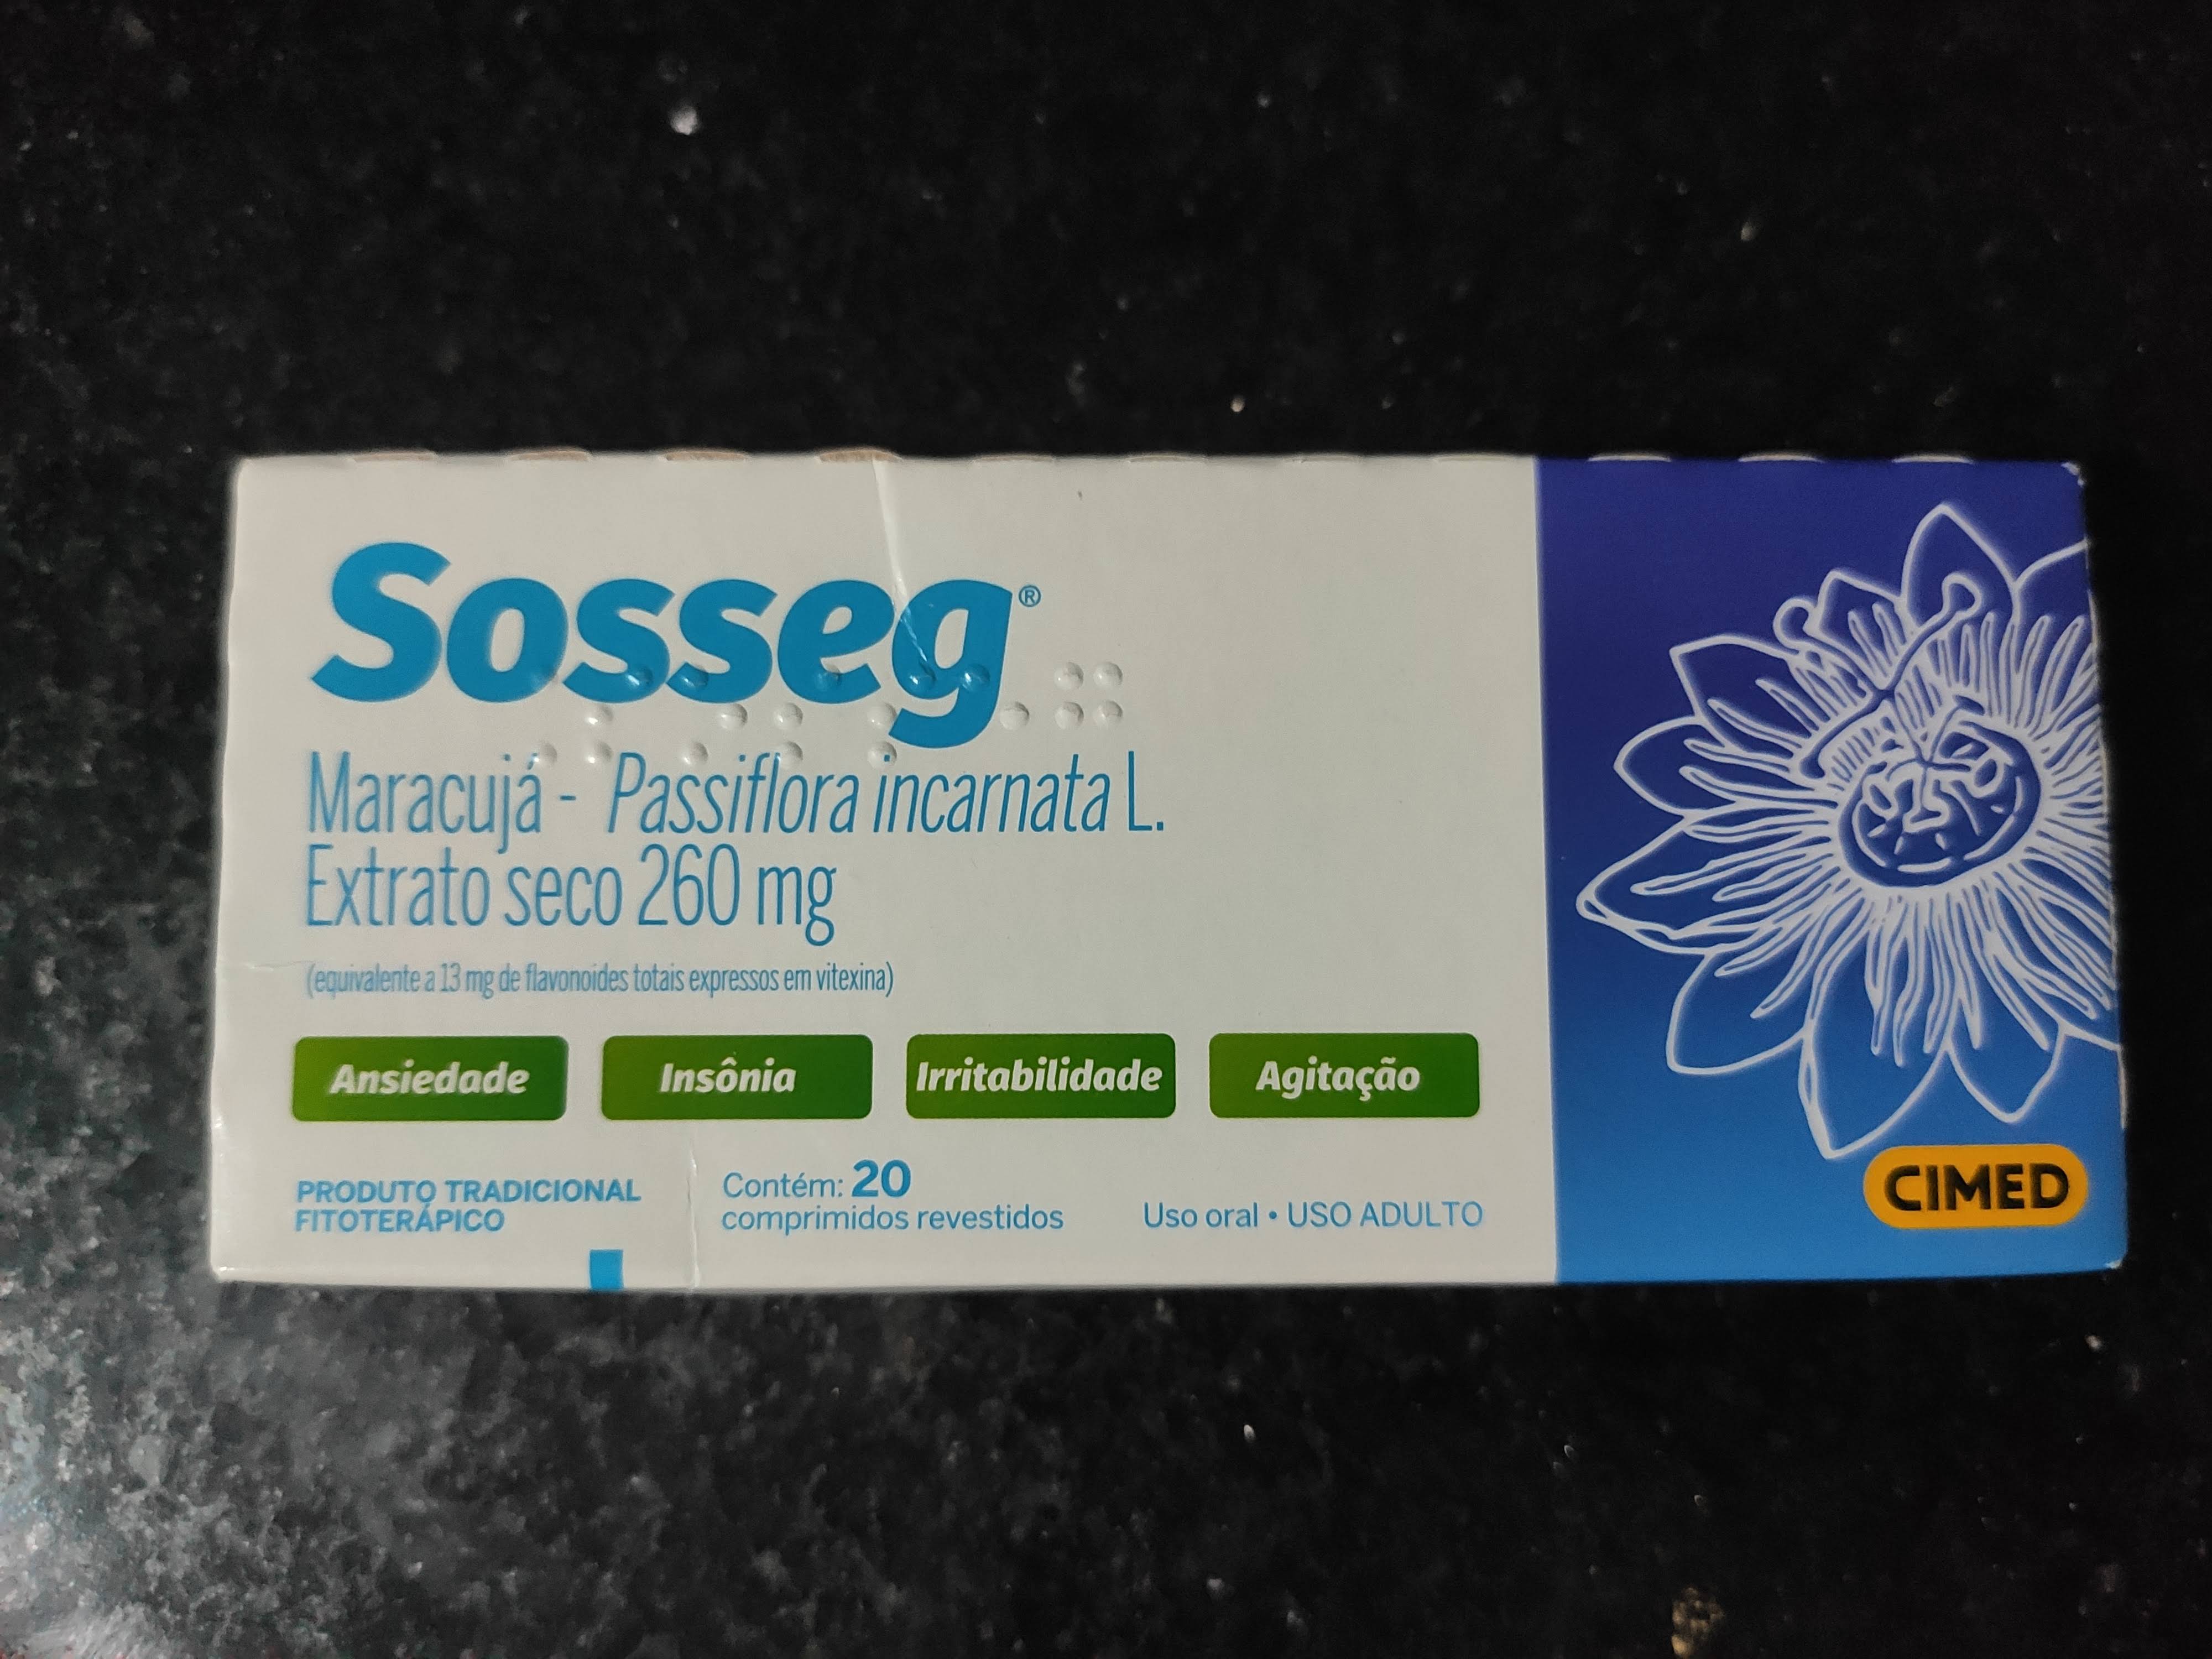 Sosseg®
Maracujá - Passiflora incarnata L.
Extrato seco 260 mg
(equivalente a 13 mg de flavonoides totais expressos em vitexina)
Ansiedade Insônia Irritabilidade Agitação
PRODUTO TRADICIONAL
FITOTERÁPICO
Contém: 20
comprimidos revestidos
Uso oral • USO ADULTO
CIMED